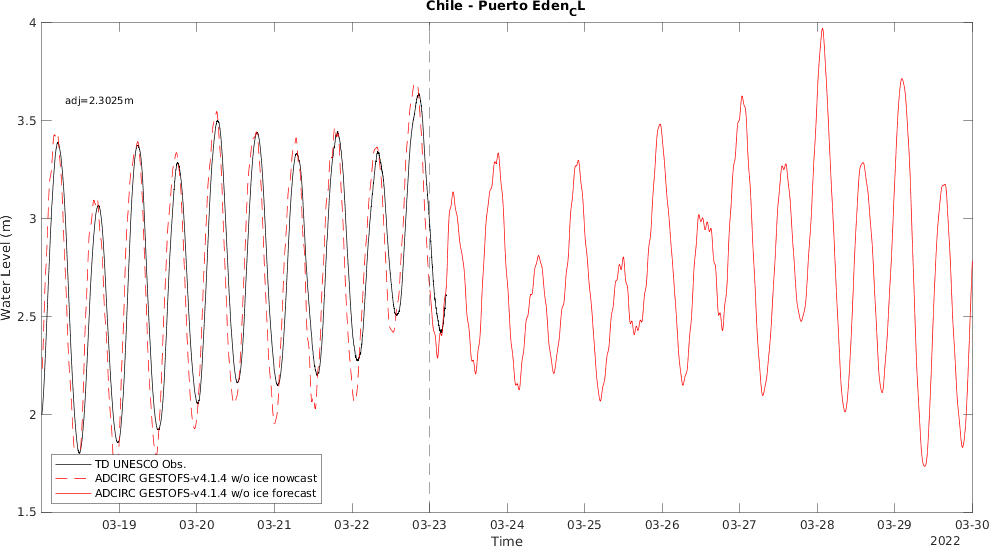 Chile - Puerto Eden_CL
4
adj=2.3025m
3.5
3
2.5
2
1.5
Water Level (m)
TD UNESCO Obs.
ADCIRC GESTOFS-v4.1.4 w/o ice nowcast
ADCIRC GESTOFS-v4.1.4 w/o ice forecast
03-19 03-20 03-21 03-22 03-23 03-24 03-25 03-26 03-27 03-28 03-29 03-30
Time
2022